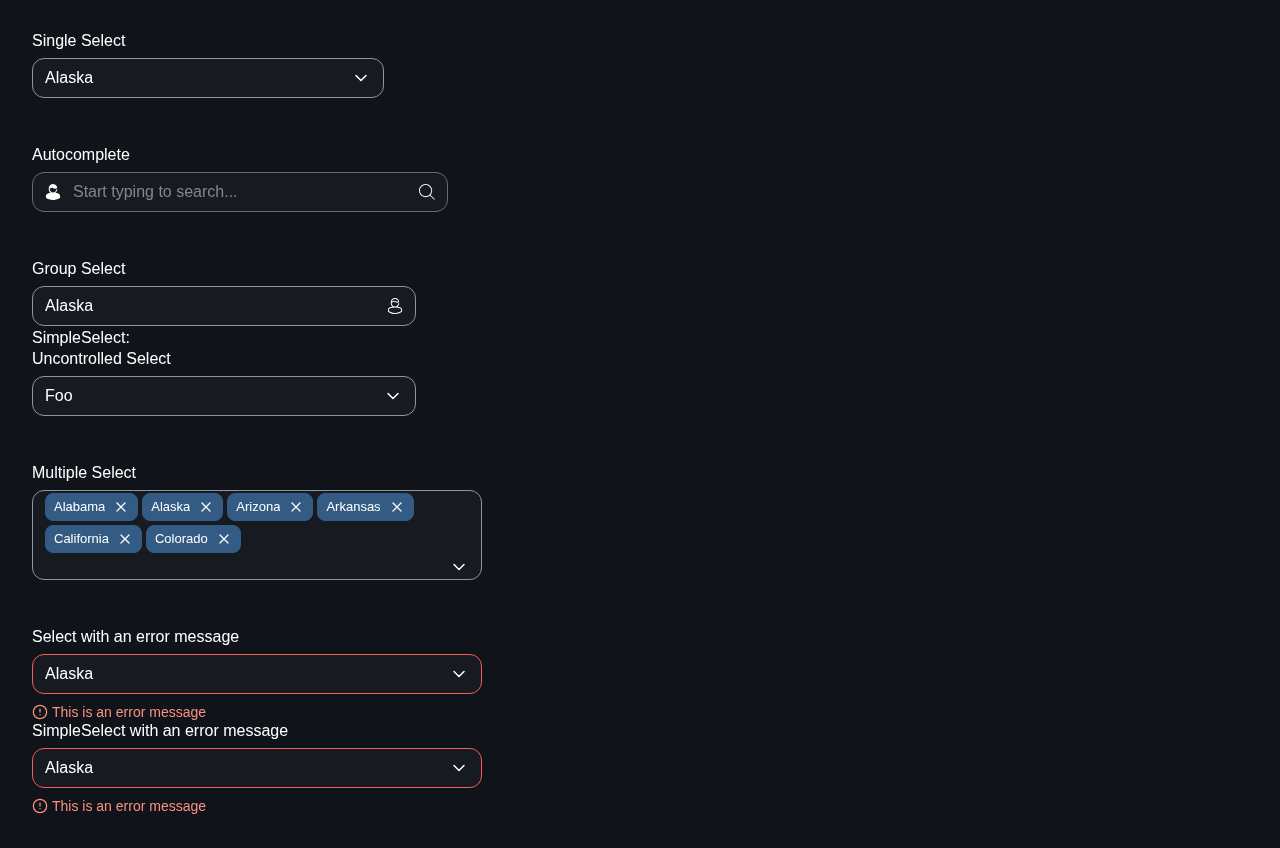 Single Select
Alaska
Autocomplete
Start typing to search...
Group Select
Alaska
SimpleSelect:
Uncontrolled Select
Foo
Multiple Select
Alabama Alaska Arizona Arkansas
California Colorado
Select with an error message
Alaska
This is an error message
SimpleSelect with an error message
Alaska
This is an error message